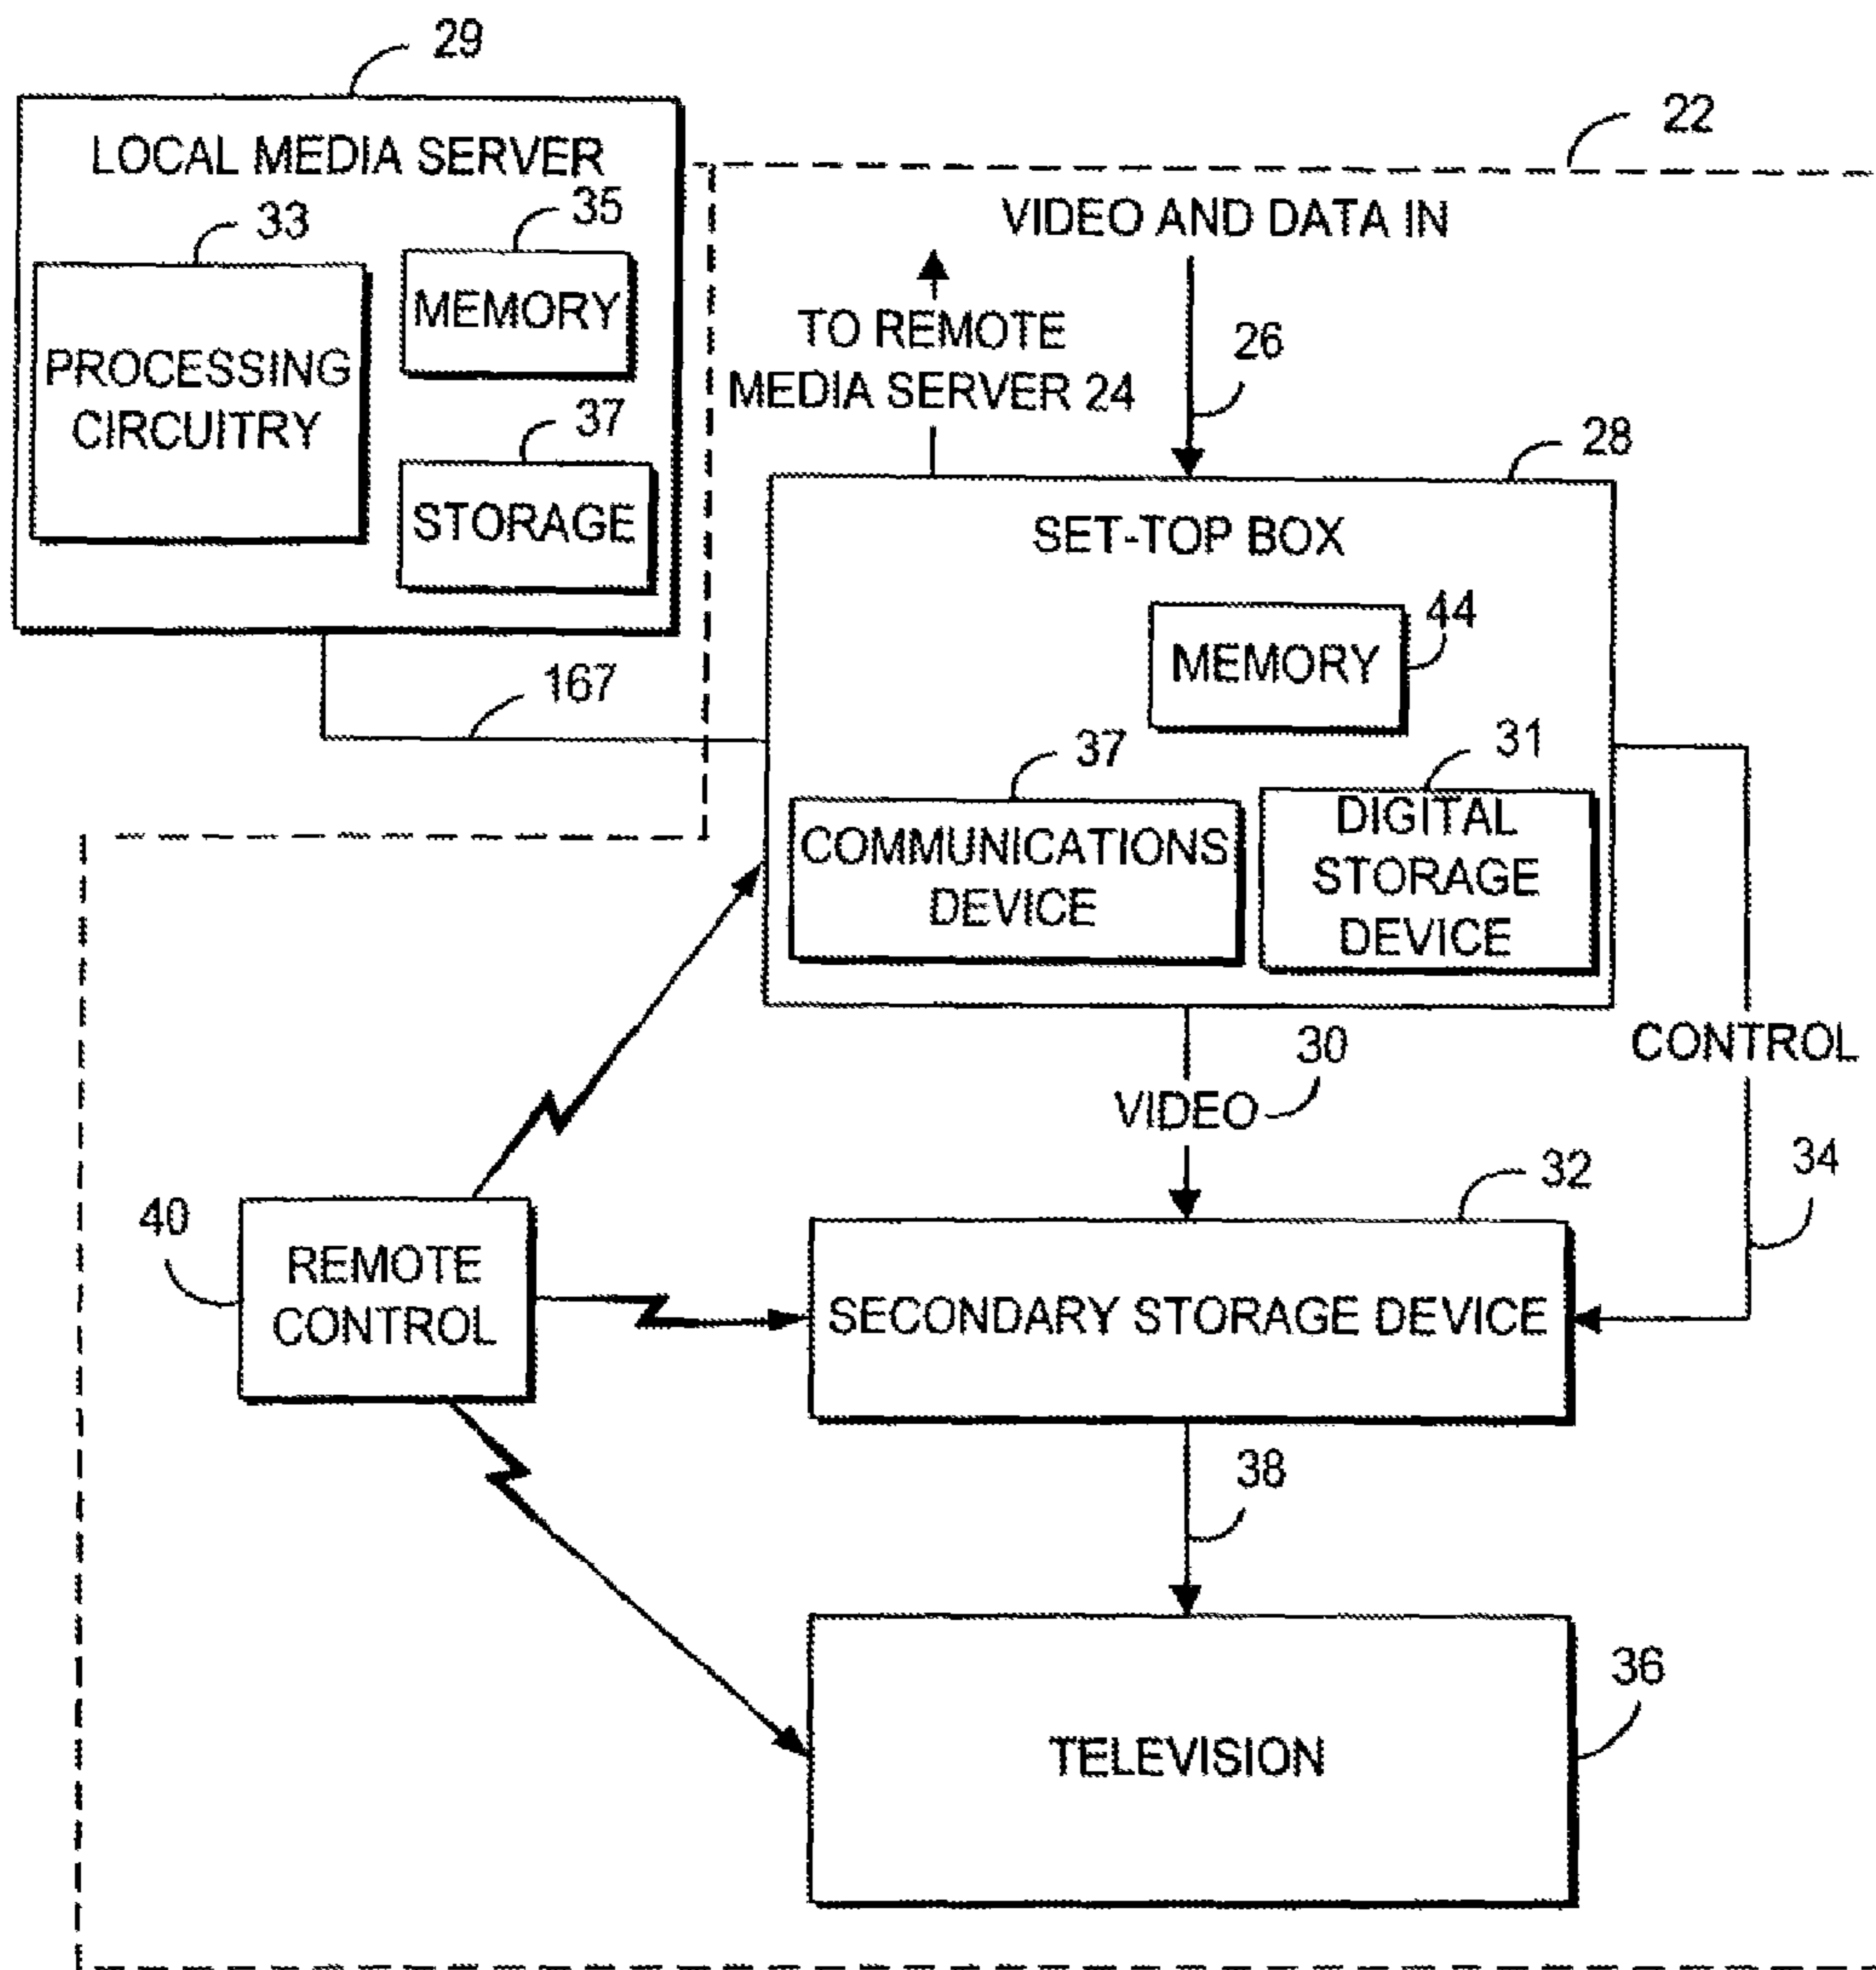 29
LOCAL MEDIA SERVER
33
PROCESSING
CIRCUITRY
35
MEMORY
37
STORAGE
167
22
VIDEO AND DATA IN
TO REMOTE
MEDIA SERVER 24
26
28
SET-TOP BOX
44
MEMORY
37
COMMUNICATIONS
DEVICE
31
DIGITAL
STORAGE
DEVICE
CONTROL
34
30
VIDEO
32
SECONDARY STORAGE DEVICE
40
REMOTE
CONTROL
38
36
TELEVISION